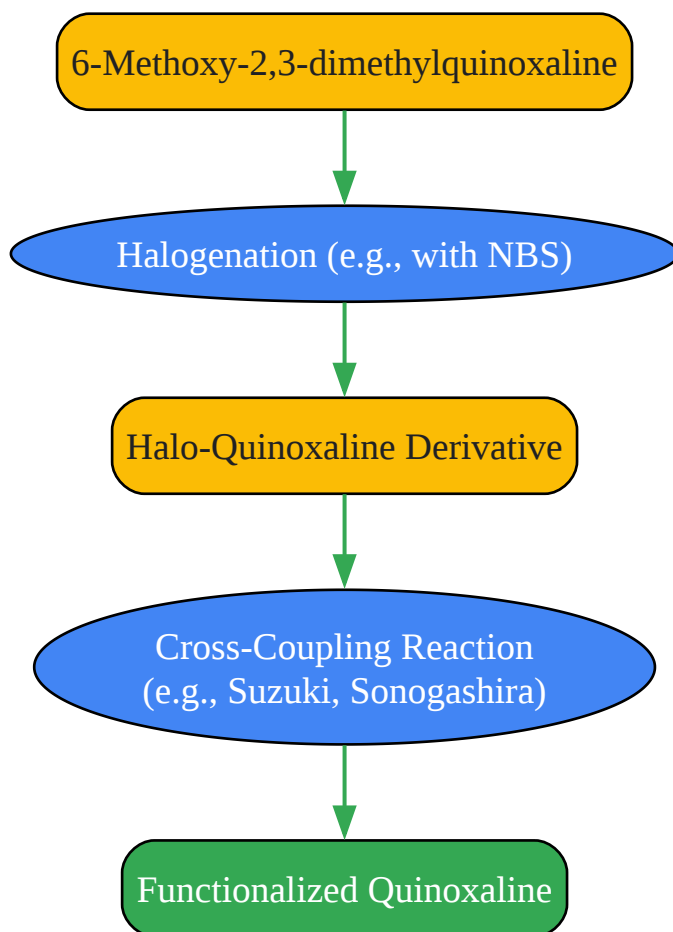 6-Methoxy-2,3-dimethylquinoxaline
Halogenation (e.g., with NBS)
Halo-Quinoxaline Derivative
Cross-Coupling Reaction
(e.g., Suzuki, Sonogashira)
Functionalized Quinoxaline